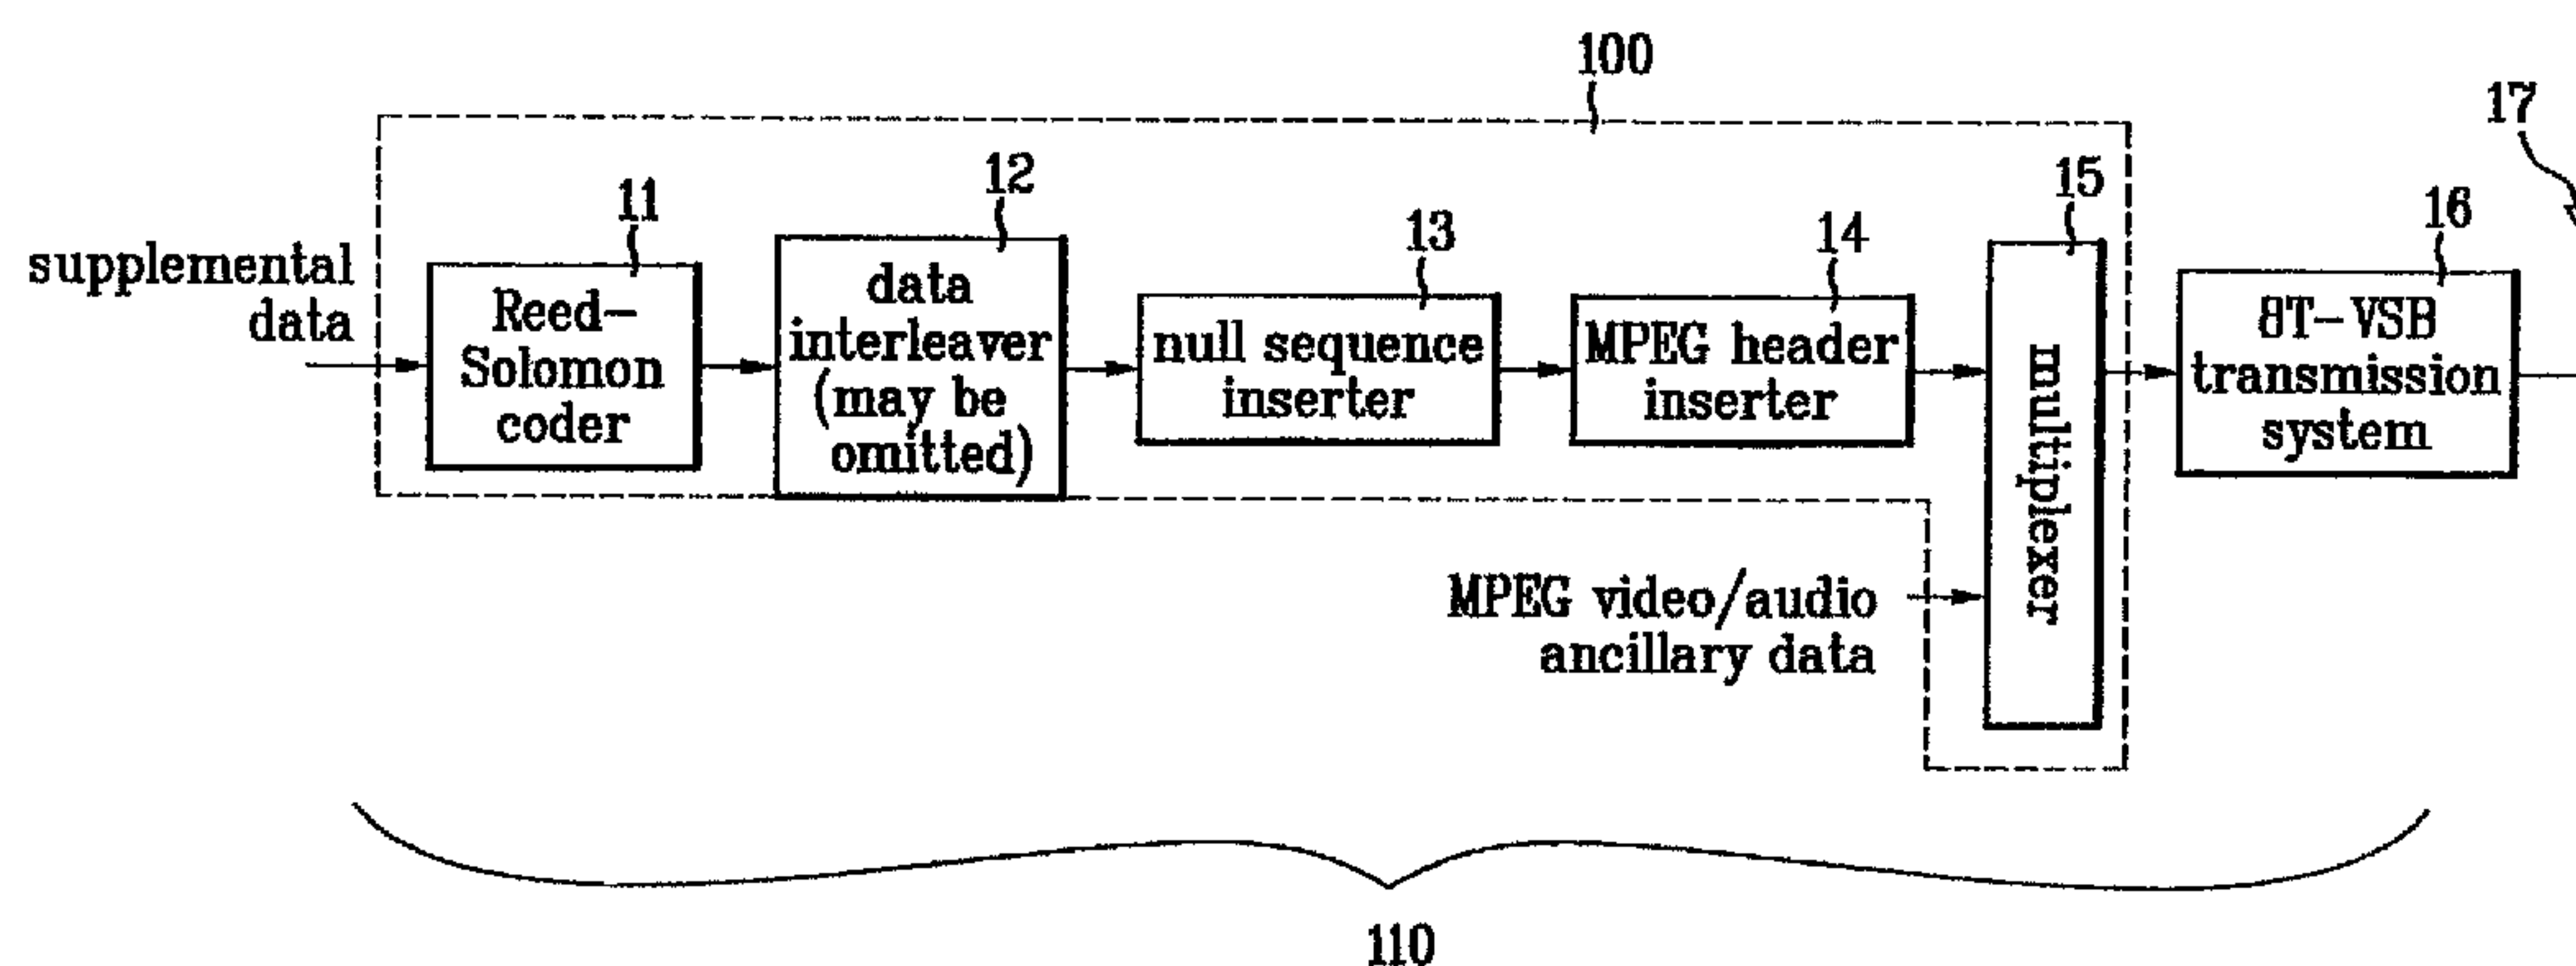 100
17
11
12
13
14
15
16
supplemental
data
Reed-
Solomon
coder
data
interleaver
(may be
omitted)
null sequence
inserter
MPEG header
inserter
multiplexer
8T-VSB
transmission
system
MPEG video/audio
ancillary data
110